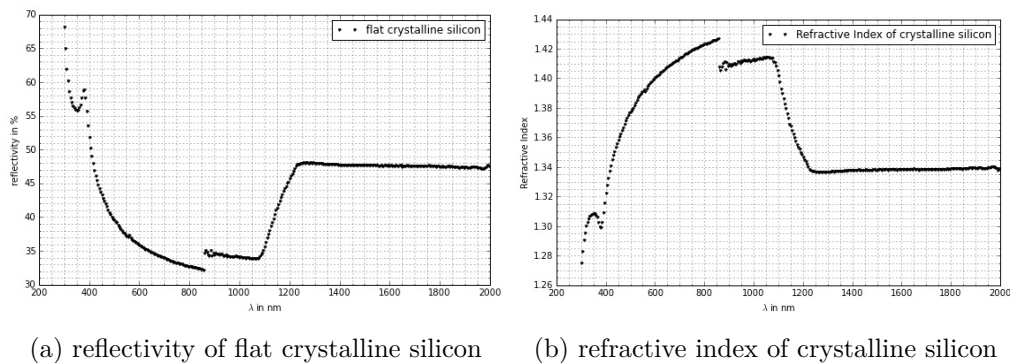 70
65
60
55
50
45
40
35
30
reflectivity in %
flat crystalline silicon
200 400 600 800 1000 1200 1400 1600 1800 2000
λ in nm
(a) reflectivity of flat crystalline silicon
1.44
1.42
1.40
1.38
1.36
1.34
1.32
1.30
1.28
1.26
Refractive Index
Refractive Index of crystalline silicon
200 400 600 800 1000 1200 1400 1600 1800 2000
λ in nm
(b) refractive index of crystalline silicon